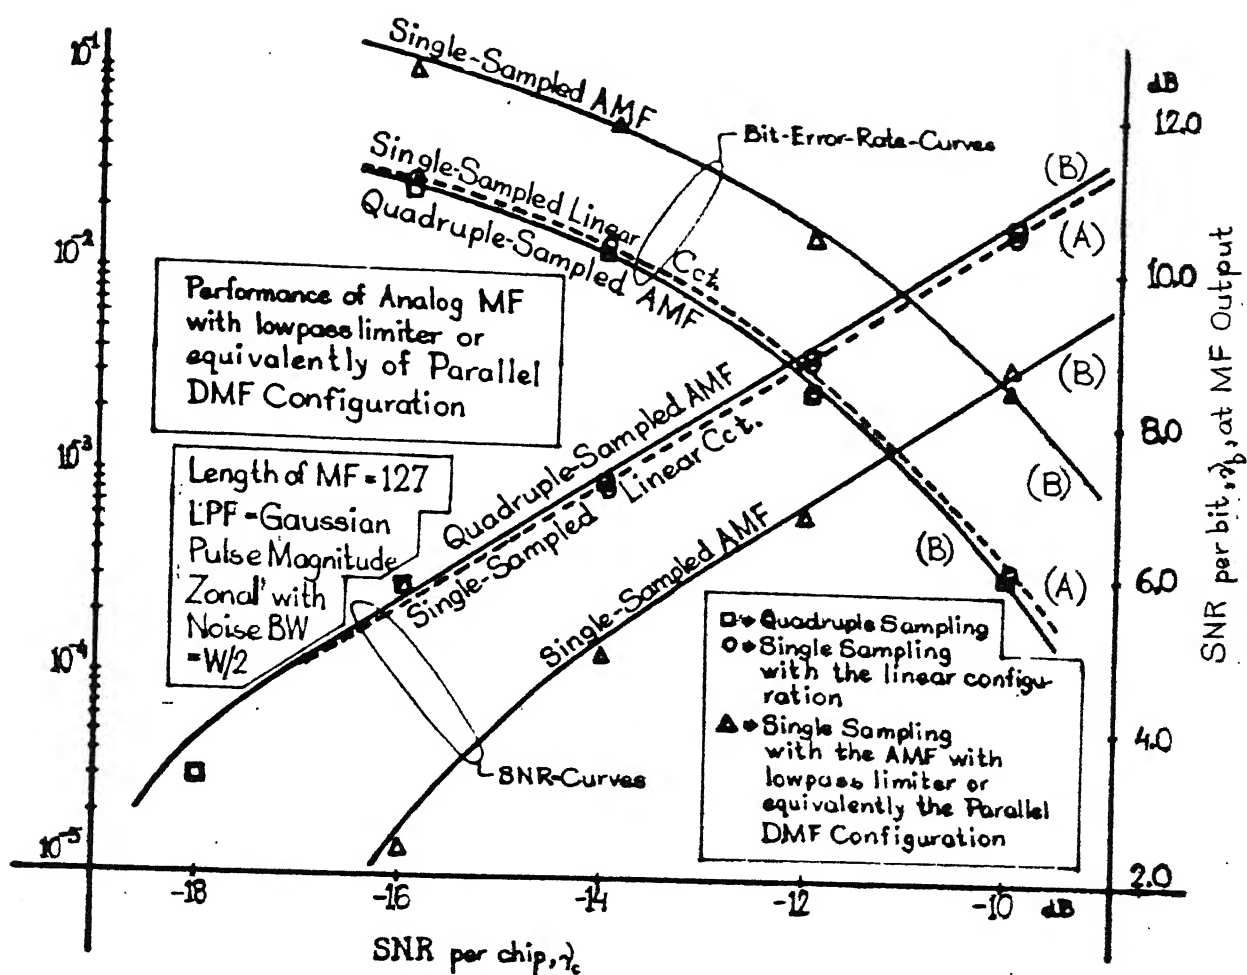 10⁻¹
10⁻²
10⁻³
10⁻⁴
10⁻⁵
Single-Sampled AMF
Bit-Error-Rate-Curves
Single-Sampled Linear Cct.
Quadruple-Sampled AMF
dB
12.0
10.0
8.0
6.0
4.0
2.0
SNR per bit, γb, at MF Output
(B)
(A)
(B)
(B)
(B)
(A)
Performance of Analog MF
with lowpass limiter or
equivalently of Parallel
DMF Configuration
Length of MF = 127
LPF = Gaussian
Pulse Magnitude
Zonal' with
Noise BW
= W/2
Quadruple-Sampled AMF
Single-Sampled Linear Cct.
Single-Sampled AMF
SNR-Curves
Quadruple Sampling
Single Sampling
with the linear configu-
ration
Single Sampling
with the AMF with
lowpass limiter or
equivalently the Parallel
DMF Configuration
-18
-16
-14
-12
-10
dB
SNR per chip, γc